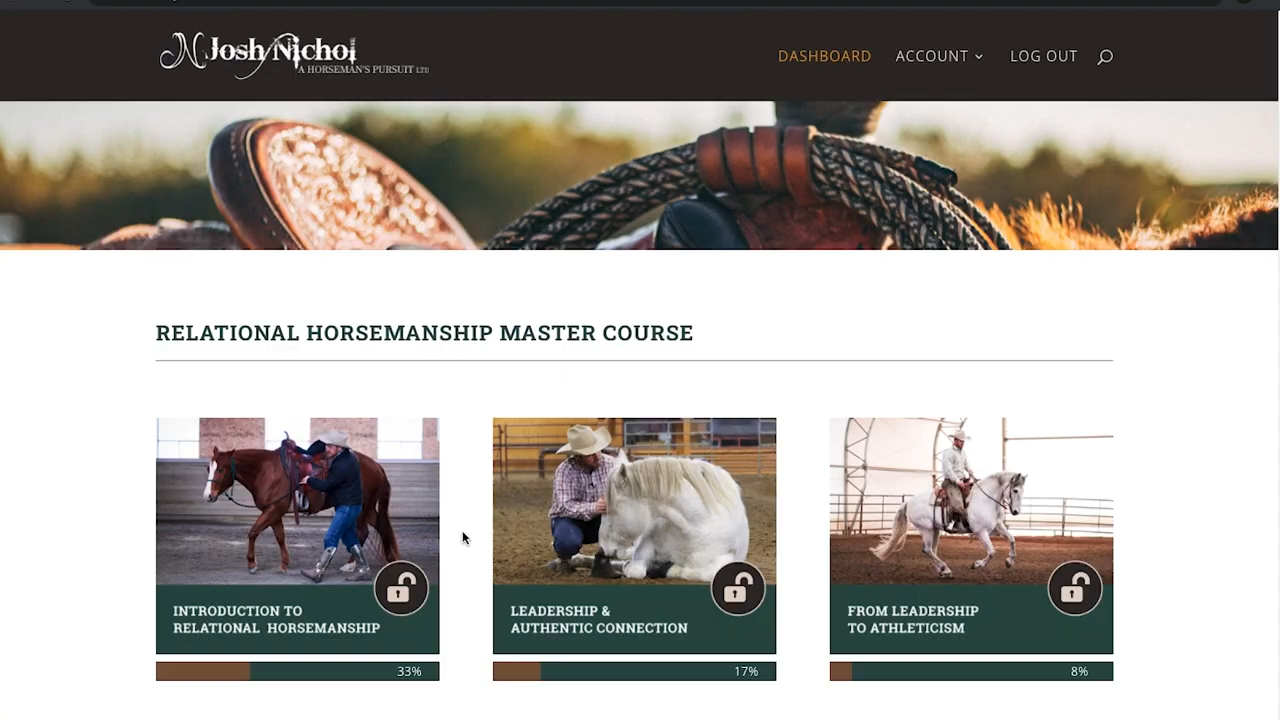 Josh Nichol
A HORSEMAN'S PURSUIT LTD
DASHBOARD ACCOUNT LOG OUT
RELATIONAL HORSEMANSHIP MASTER COURSE
INTRODUCTION TO
RELATIONAL HORSEMANSHIP
33%
LEADERSHIP &
AUTHENTIC CONNECTION
17%
FROM LEADERSHIP
TO ATHLETICISM
8%